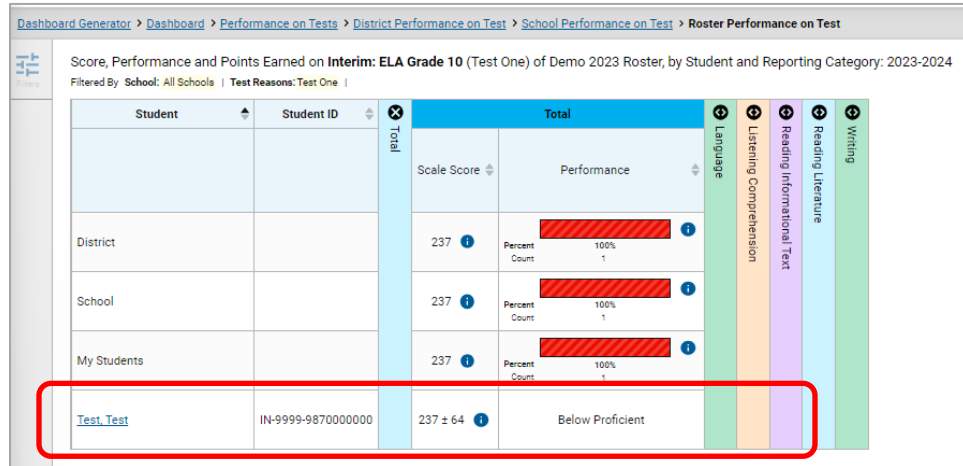 Dashboard Generator > Dashboard > Performance on Tests > District Performance on Test > School Performance on Test > Roster Performance on Test
Filters
Score, Performance and Points Earned on Interim: ELA Grade 10 (Test One) of Demo 2023 Roster, by Student and Reporting Category: 2023-2024
Filtered By School: All Schools | Test Reasons: Test One |
Student Student ID Total Total Language Listening Comprehension Reading Informational Text Reading Literature Writing
Scale Score Performance
District 237 Percent 100%
Count 1
School 237 Percent 100%
Count 1
My Students 237 Percent 100%
Count 1
Test, Test IN-9999-9870000000 237 ± 64 Below Proficient